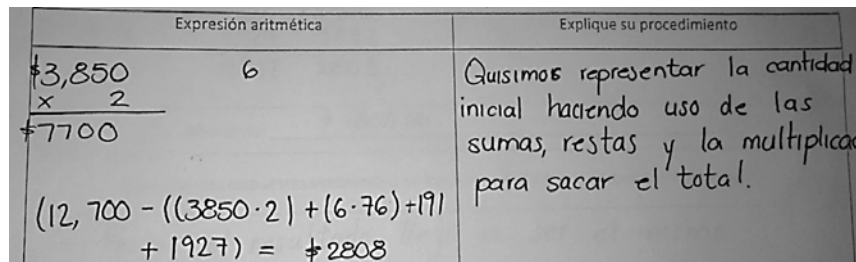 Expresión aritmética
Explique su procedimiento
$3,850 6
x 2
$7700
(12,700 - ((3850·2) + (6·76) + 191
+ 1927) = $2808
Quisimos representar la cantidad
inicial haciendo uso de las
sumas, restas y la multiplicac
para sacar el total.